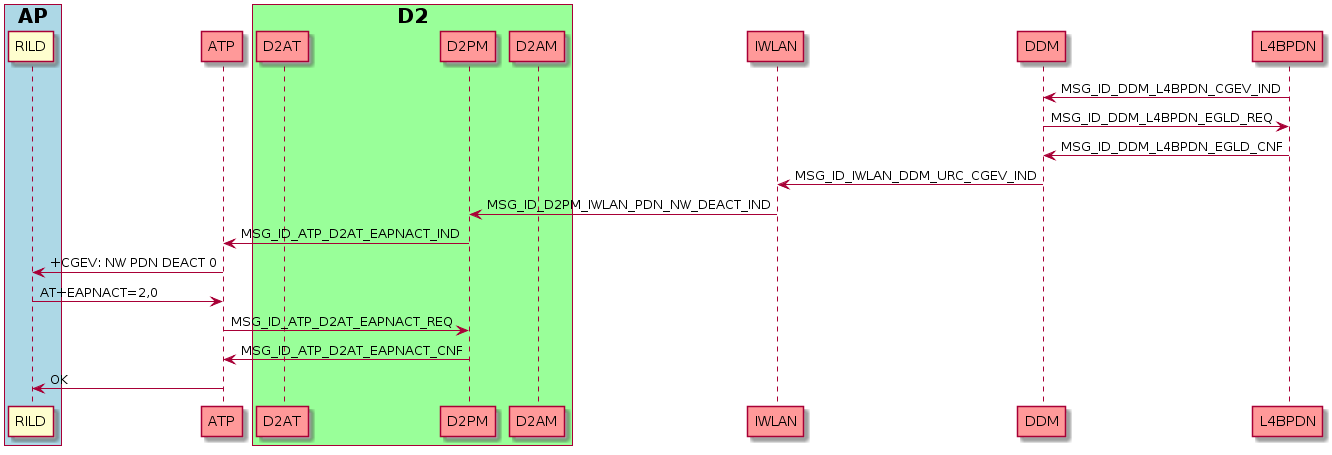 AP
D2
RILD
ATP
D2AT
D2PM
D2AM
IWLAN
DDM
L4BPDN
MSG_ID_DDM_L4BPDN_CGEV_IND
MSG_ID_DDM_L4BPDN_EGLD_REQ
MSG_ID_DDM_L4BPDN_EGLD_CNF
MSG_ID_IWLAN_DDM_URC_CGEV_IND
MSG_ID_D2PM_IWLAN_PDN_NW_DEACT_IND
MSG_ID_ATP_D2AT_EAPNACT_IND
+CGEV: NW PDN DEACT 0
AT+EAPNACT=2,0
MSG_ID_ATP_D2AT_EAPNACT_REQ
MSG_ID_ATP_D2AT_EAPNACT_CNF
OK
RILD
ATP
D2AT
D2PM
D2AM
IWLAN
DDM
L4BPDN